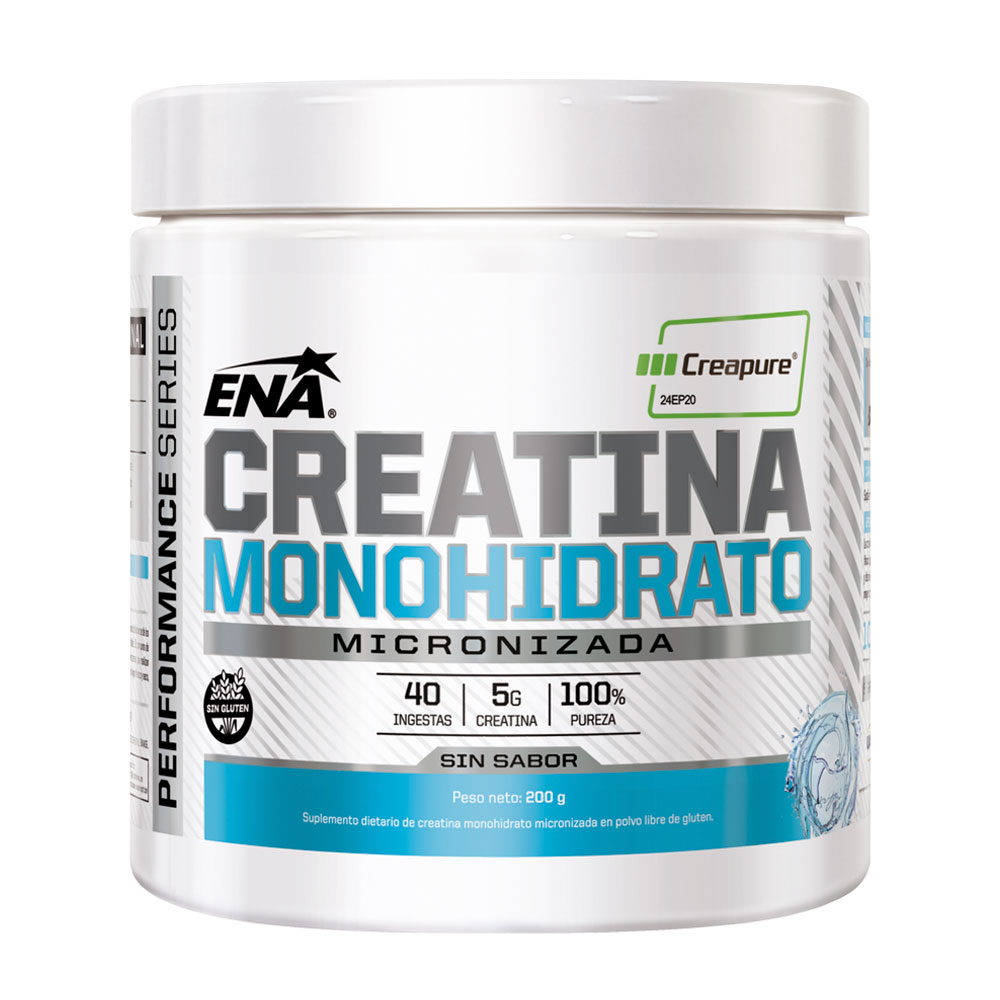 PERFORMANCE SERIES
ENA®
Creapure®
24EP20
CREATINA
MONOHIDRATO
MICRONIZADA
SIN GLUTEN
40 INGESTAS
5G CREATINA
100% PUREZA
SIN SABOR
Peso neto: 200 g
Suplemento dietario de creatina monohidrato micronizada en polvo libre de gluten.